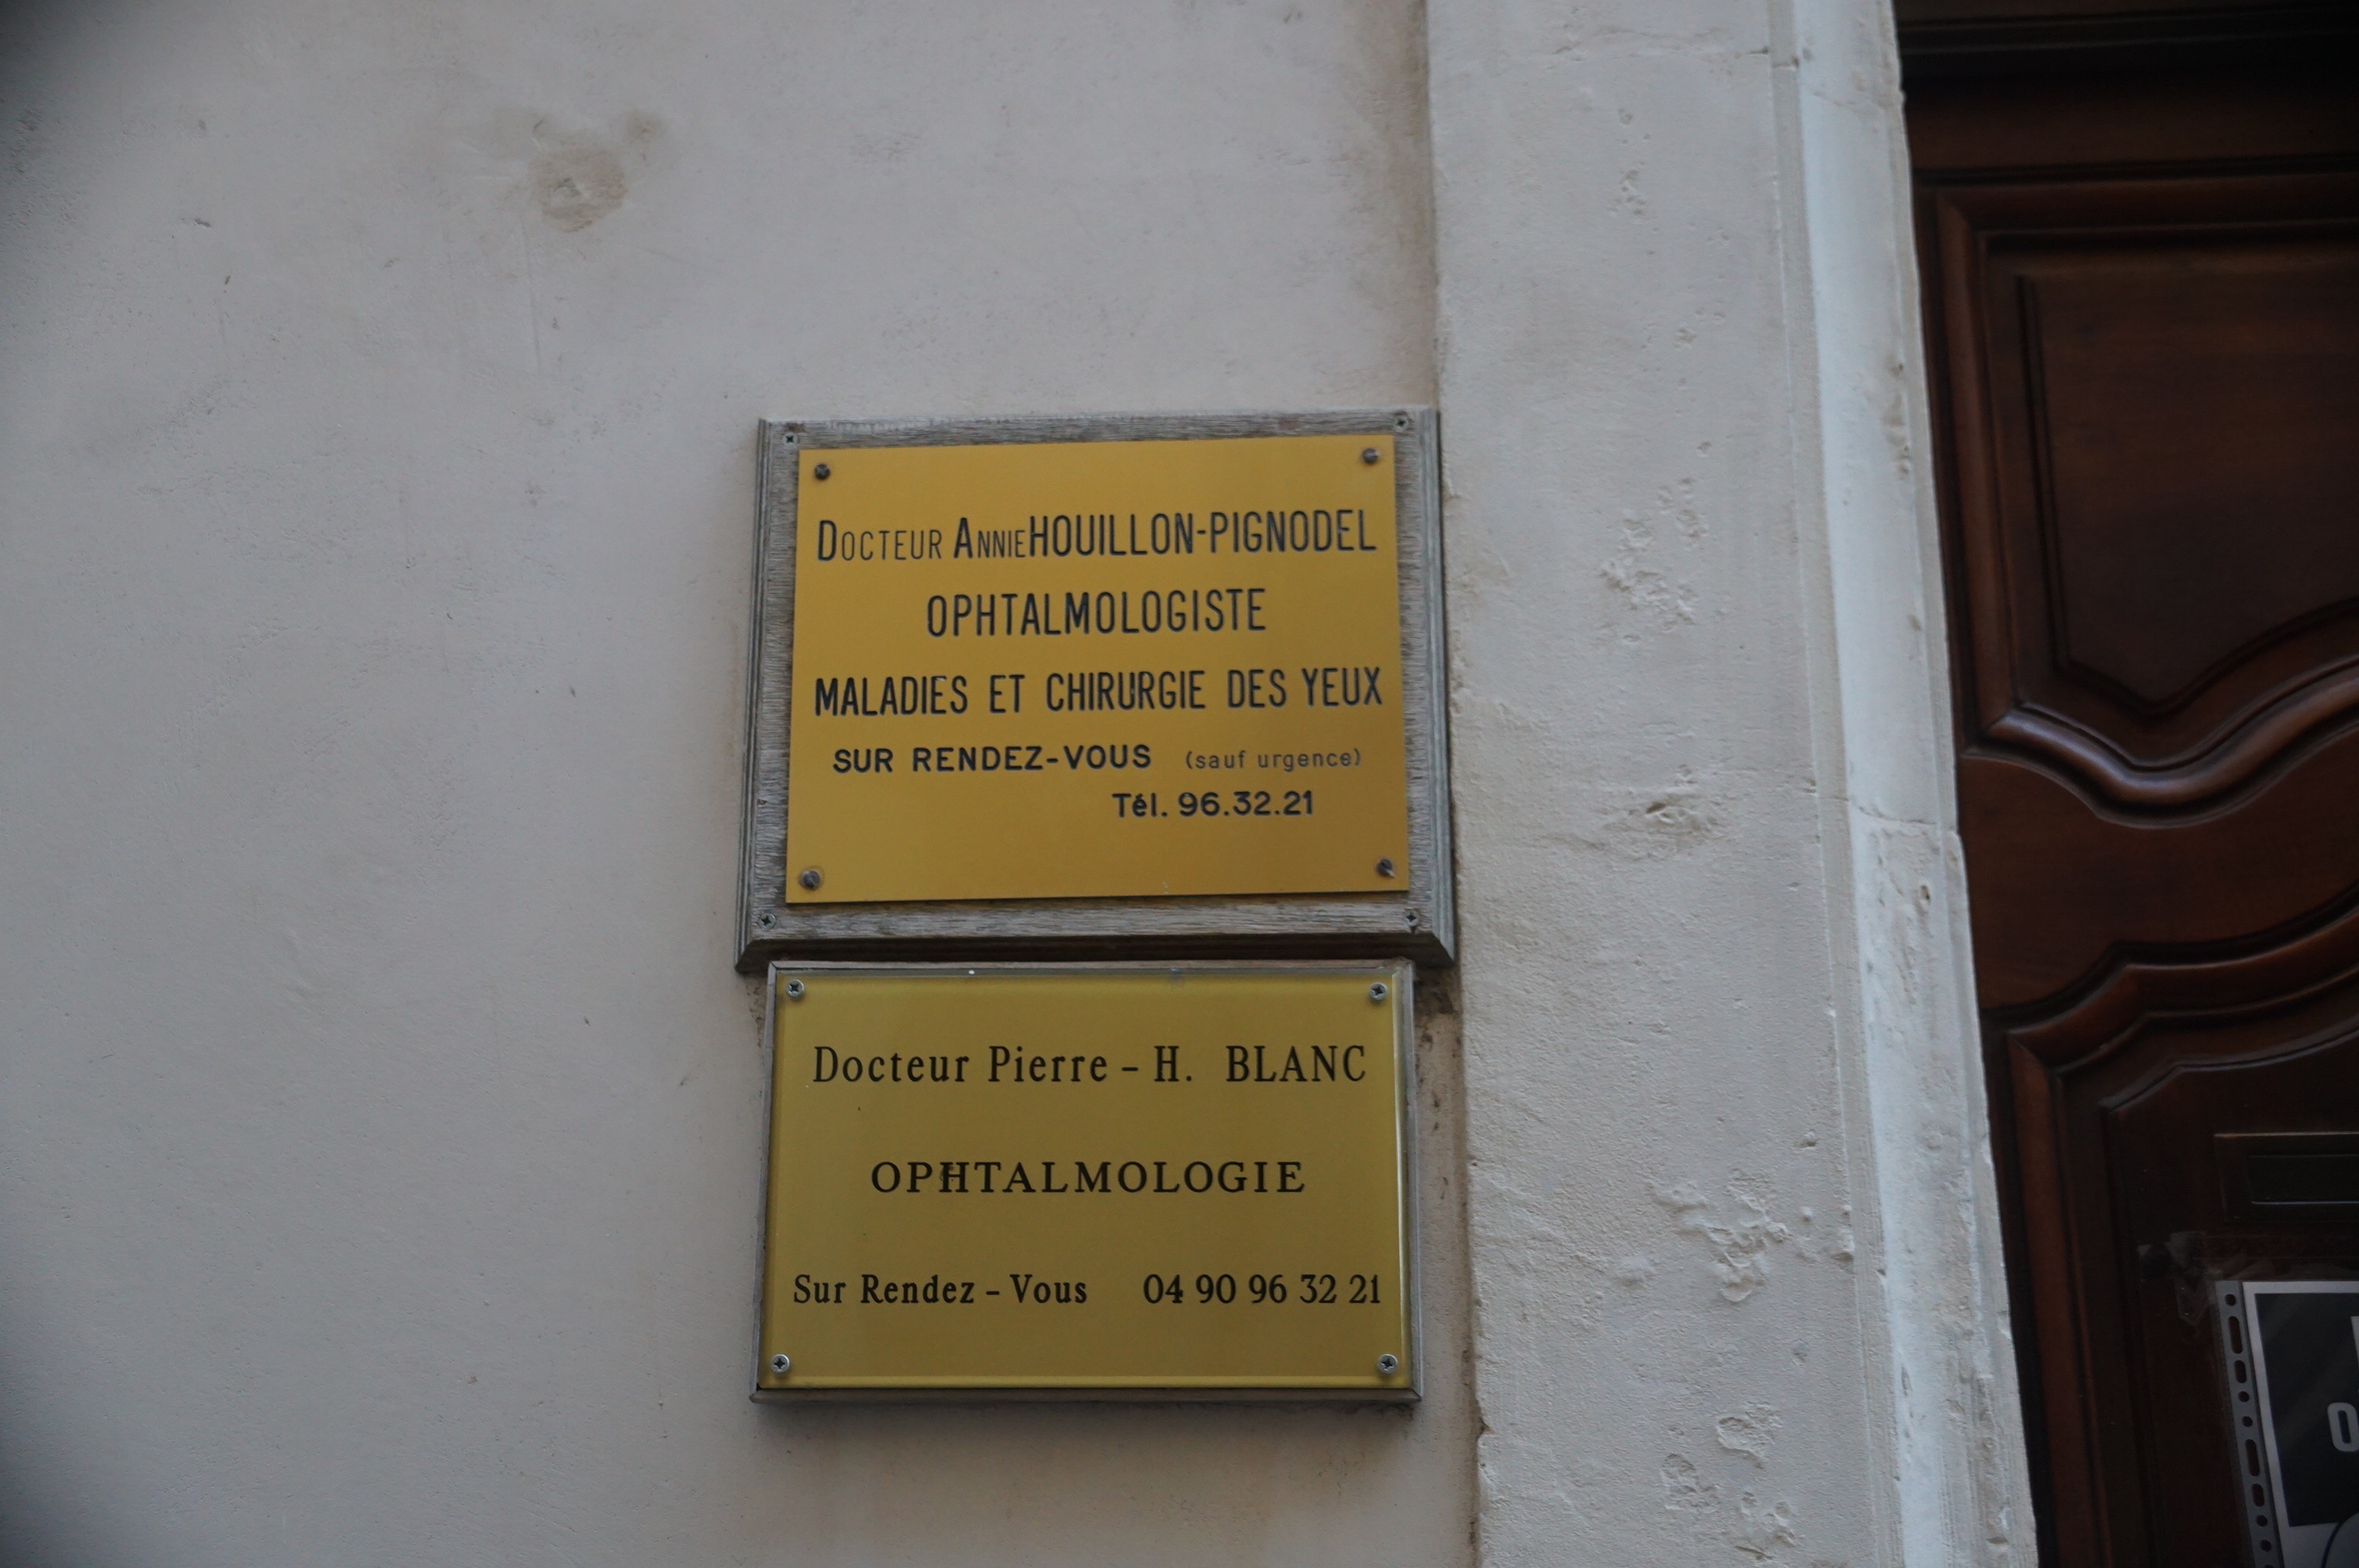 DOCTEUR ANNIE HOUILLON-PIGNODEL
OPHTALMOLOGISTE
MALADIES ET CHIRURGIE DES YEUX
SUR RENDEZ-VOUS (sauf urgence)
Tél. 96.32.21
Docteur Pierre - H. BLANC
OPHTALMOLOGIE
Sur Rendez - Vous 04 90 96 32 21